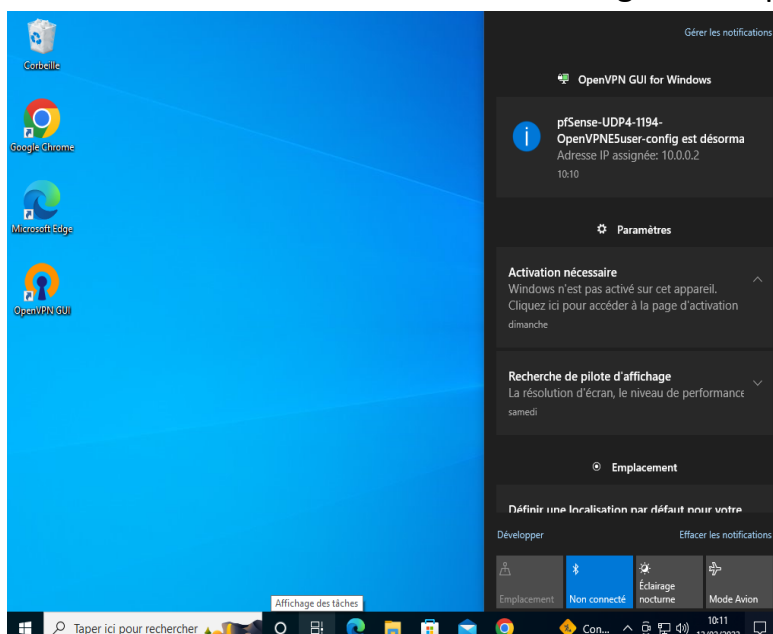 Corbeille
Google Chrome
Microsoft Edge
OpenVPN GUI
Gérer les notifications
OpenVPN GUI for Windows
pfSense-UDP4-1194-
OpenVPNE5user-config est désorma
Adresse IP assignée: 10.0.0.2
10:10
Paramètres
Activation nécessaire
Windows n'est pas activé sur cet appareil.
Cliquez ici pour accéder à la page d'activation
dimanche
Recherche de pilote d'affichage
La résolution d'écran, le niveau de performance
samedi
Emplacement
Définir une localisation par défaut pour votre
Développer
Effacer les notifications
Emplacement
Non connecté
Éclairage
nocturne
Mode Avion
Affichage des tâches
Taper ici pour rechercher
Con...
10:11